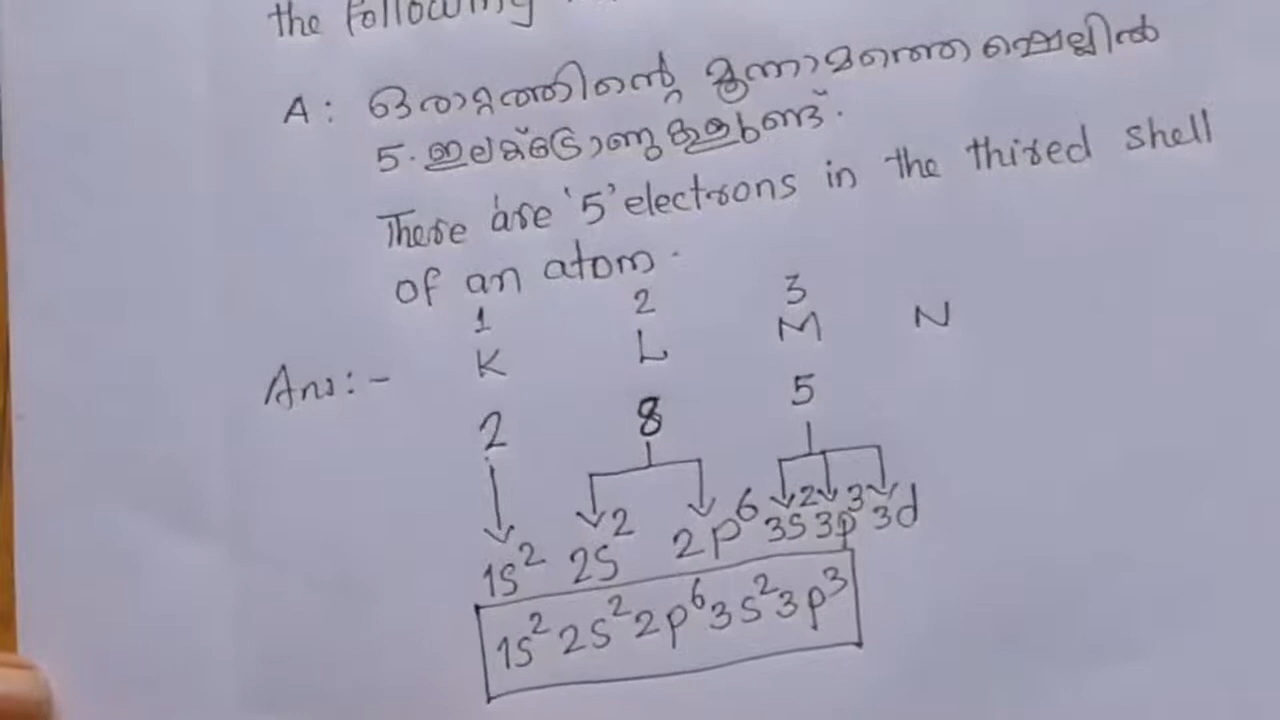 the following
A: ഒരാറ്റത്തിന്റെ മൂന്നാമത്തെ ഷെല്ലിൽ
5. ഇലക്ട്രോണുകളുണ്ട്.
There are '5' electrons in the thired shell
of an atom.
1 2 3
K L M N
Ans:- 2 8 5
1s² 2s² 2p⁶ 3s² 3p³ 3d
1s² 2s² 2p⁶ 3s² 3p³